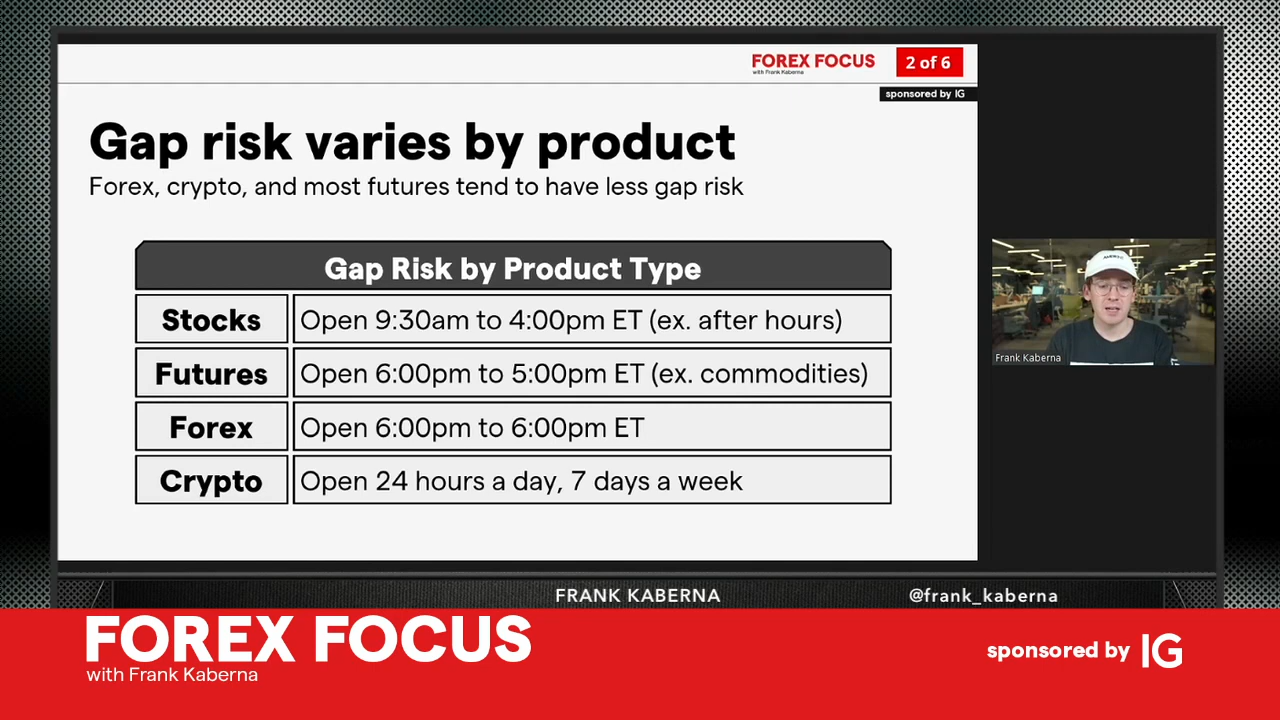 FOREX FOCUS
with Frank Kaberna
2 of 6
sponsored by IG
Gap risk varies by product
Forex, crypto, and most futures tend to have less gap risk
Gap Risk by Product Type
Stocks Open 9:30am to 4:00pm ET (ex. after hours)
Futures Open 6:00pm to 5:00pm ET (ex. commodities)
Forex Open 6:00pm to 6:00pm ET
Crypto Open 24 hours a day, 7 days a week
Frank Kaberna
FRANK KABERNA @frank_kaberna
FOREX FOCUS
with Frank Kaberna
sponsored by IG